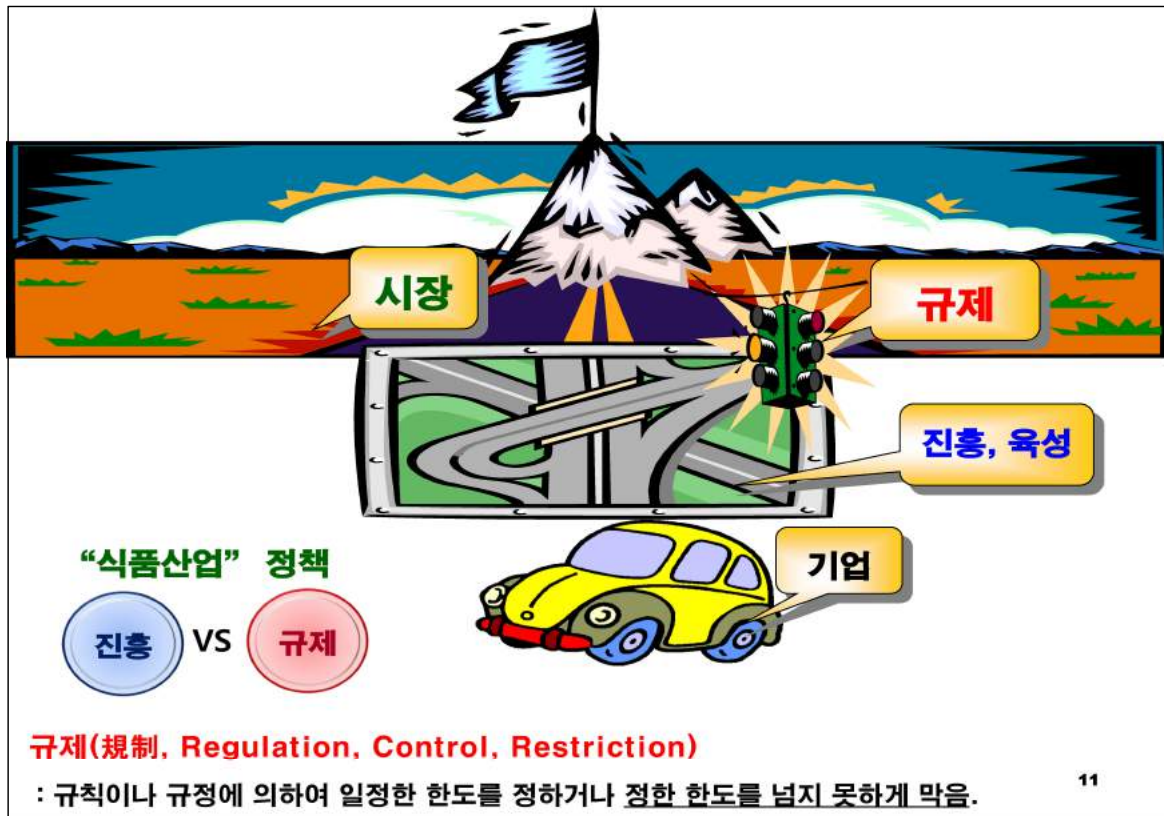 시장
규제
진흥, 육성
기업
“식품산업” 정책
진흥 VS 규제
규제(規制, Regulation, Control, Restriction)
: 규칙이나 규정에 의하여 일정한 한도를 정하거나 정한 한도를 넘지 못하게 막음.
11